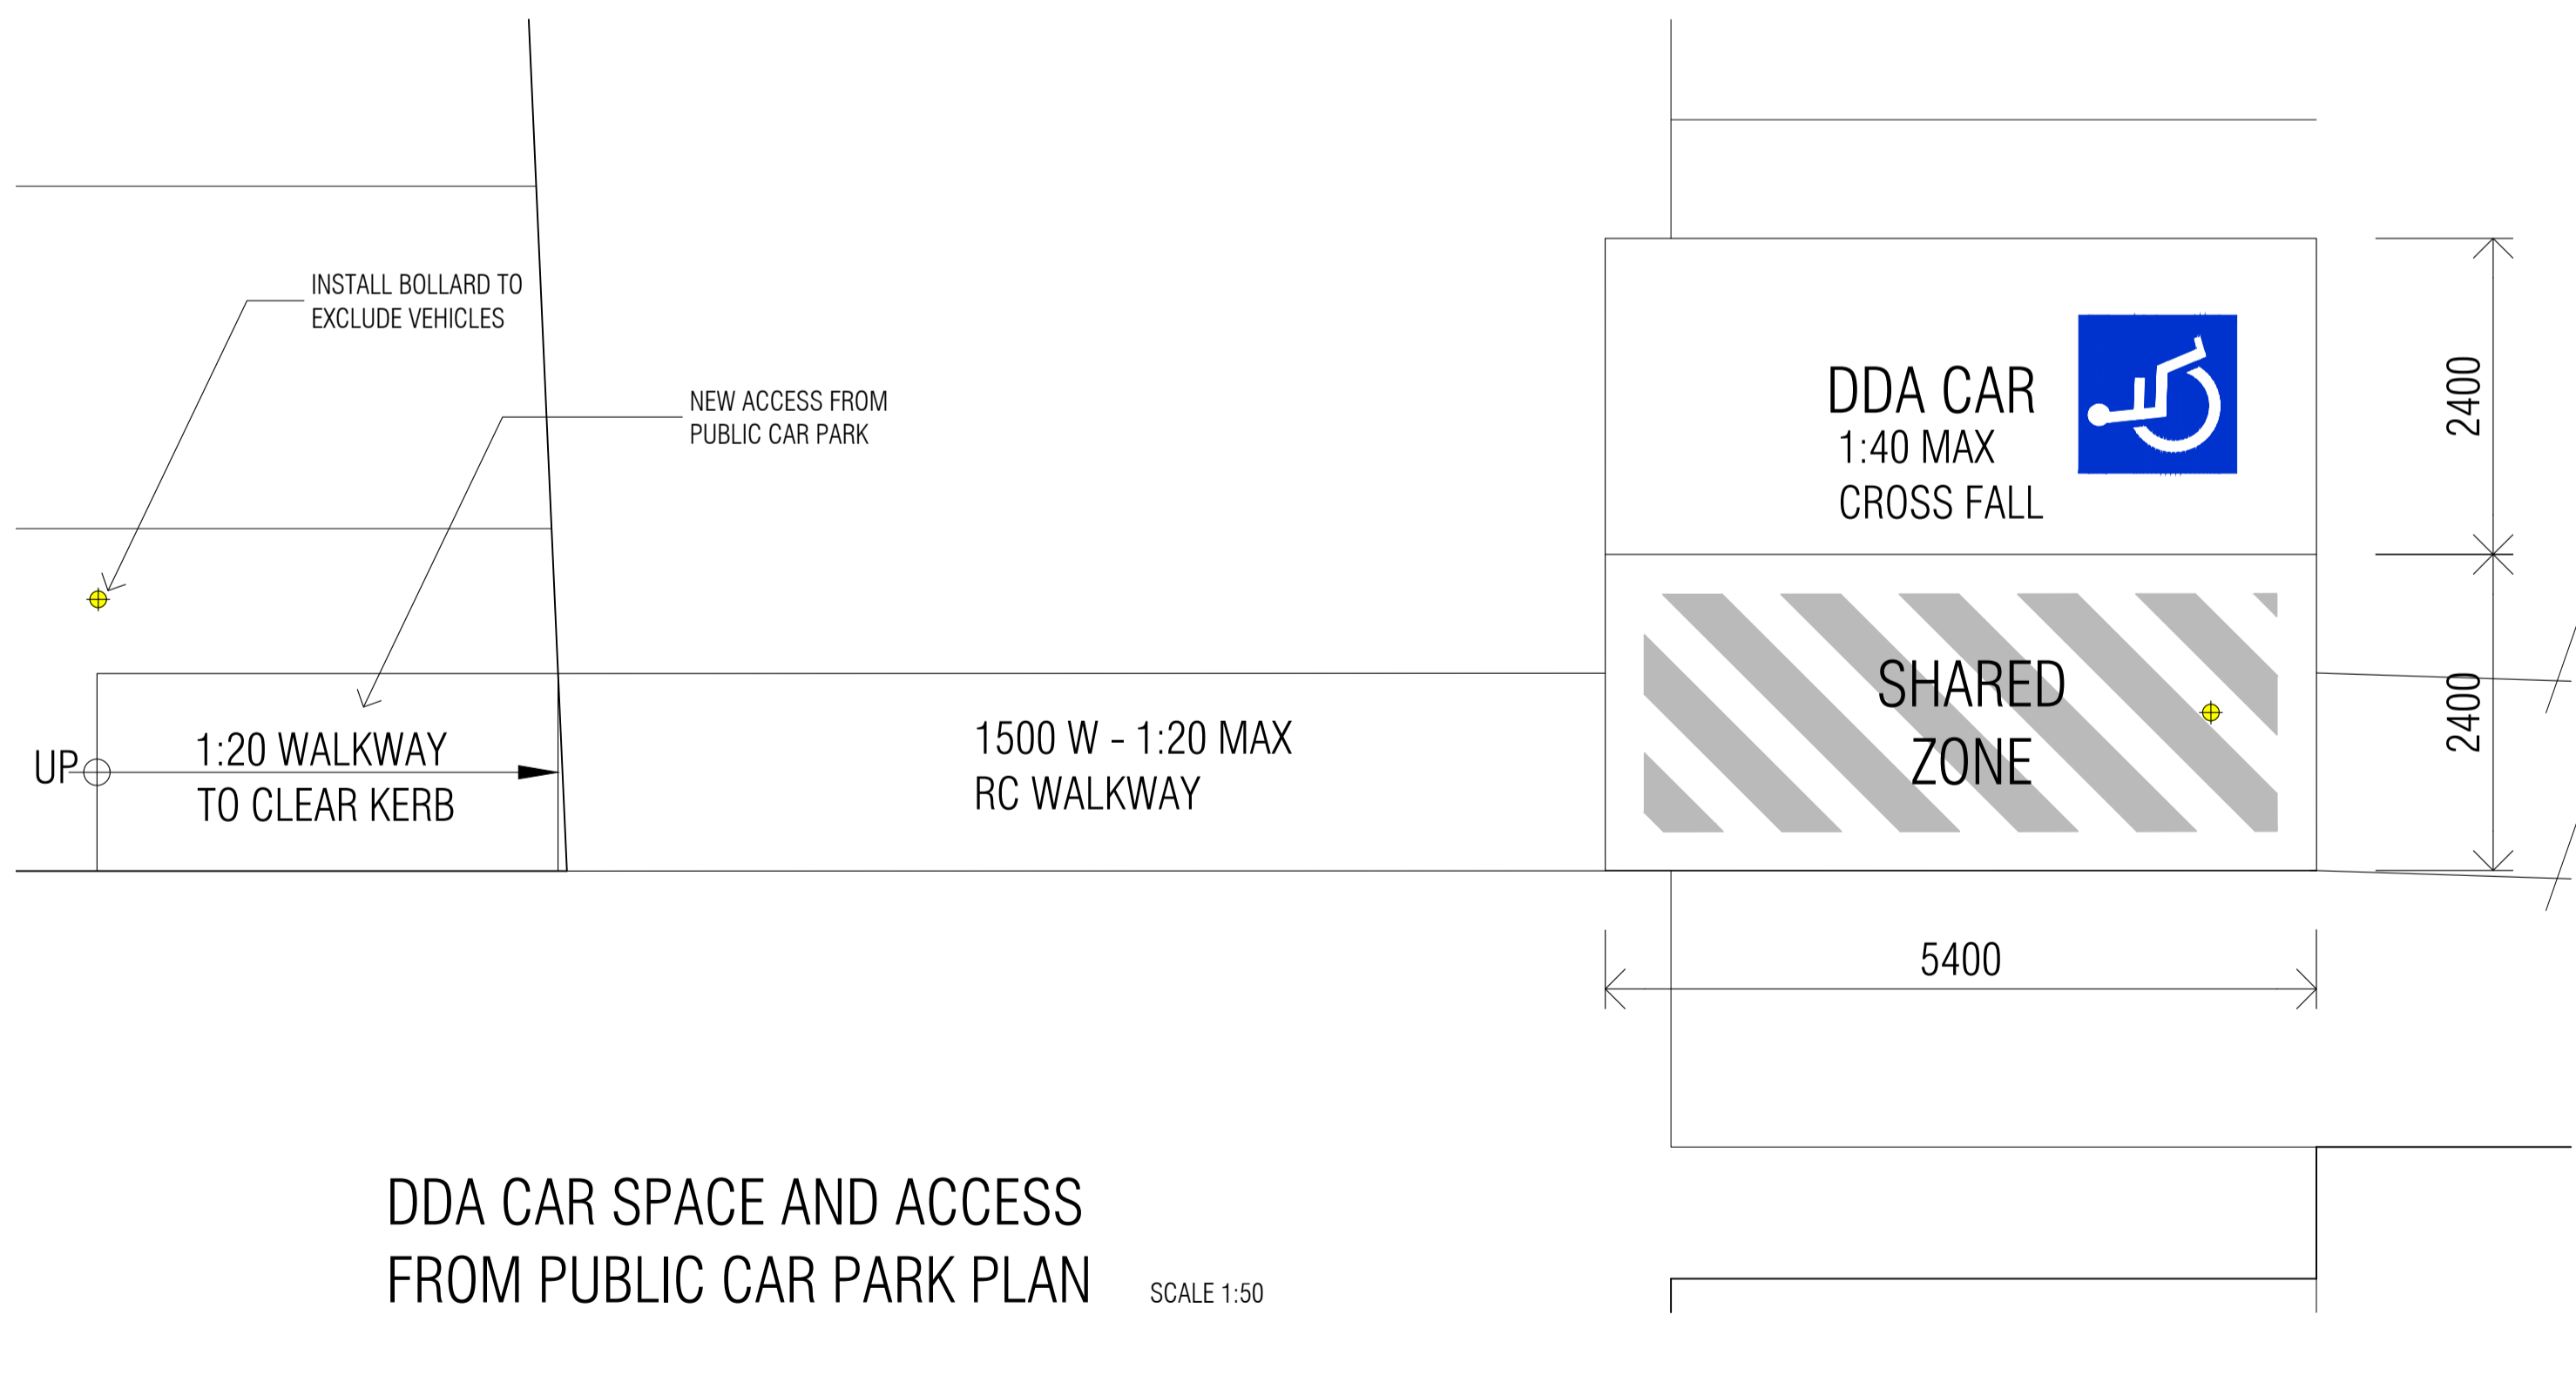 INSTALL BOLLARD TO
EXCLUDE VEHICLES
NEW ACCESS FROM
PUBLIC CAR PARK
DDA CAR
1:40 MAX
CROSS FALL
2400
SHARED
ZONE
2400
UP
1:20 WALKWAY
TO CLEAR KERB
1500 W - 1:20 MAX
RC WALKWAY
5400
DDA CAR SPACE AND ACCESS
FROM PUBLIC CAR PARK PLAN
SCALE 1:50